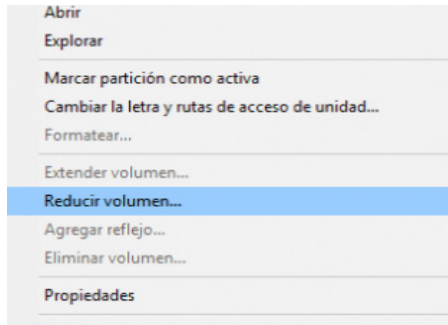 Abrir
Explorar
Marcar partición como activa
Cambiar la letra y rutas de acceso de unidad...
Formatear...
Extender volumen...
Reducir volumen...
Agregar reflejo...
Eliminar volumen...
Propiedades